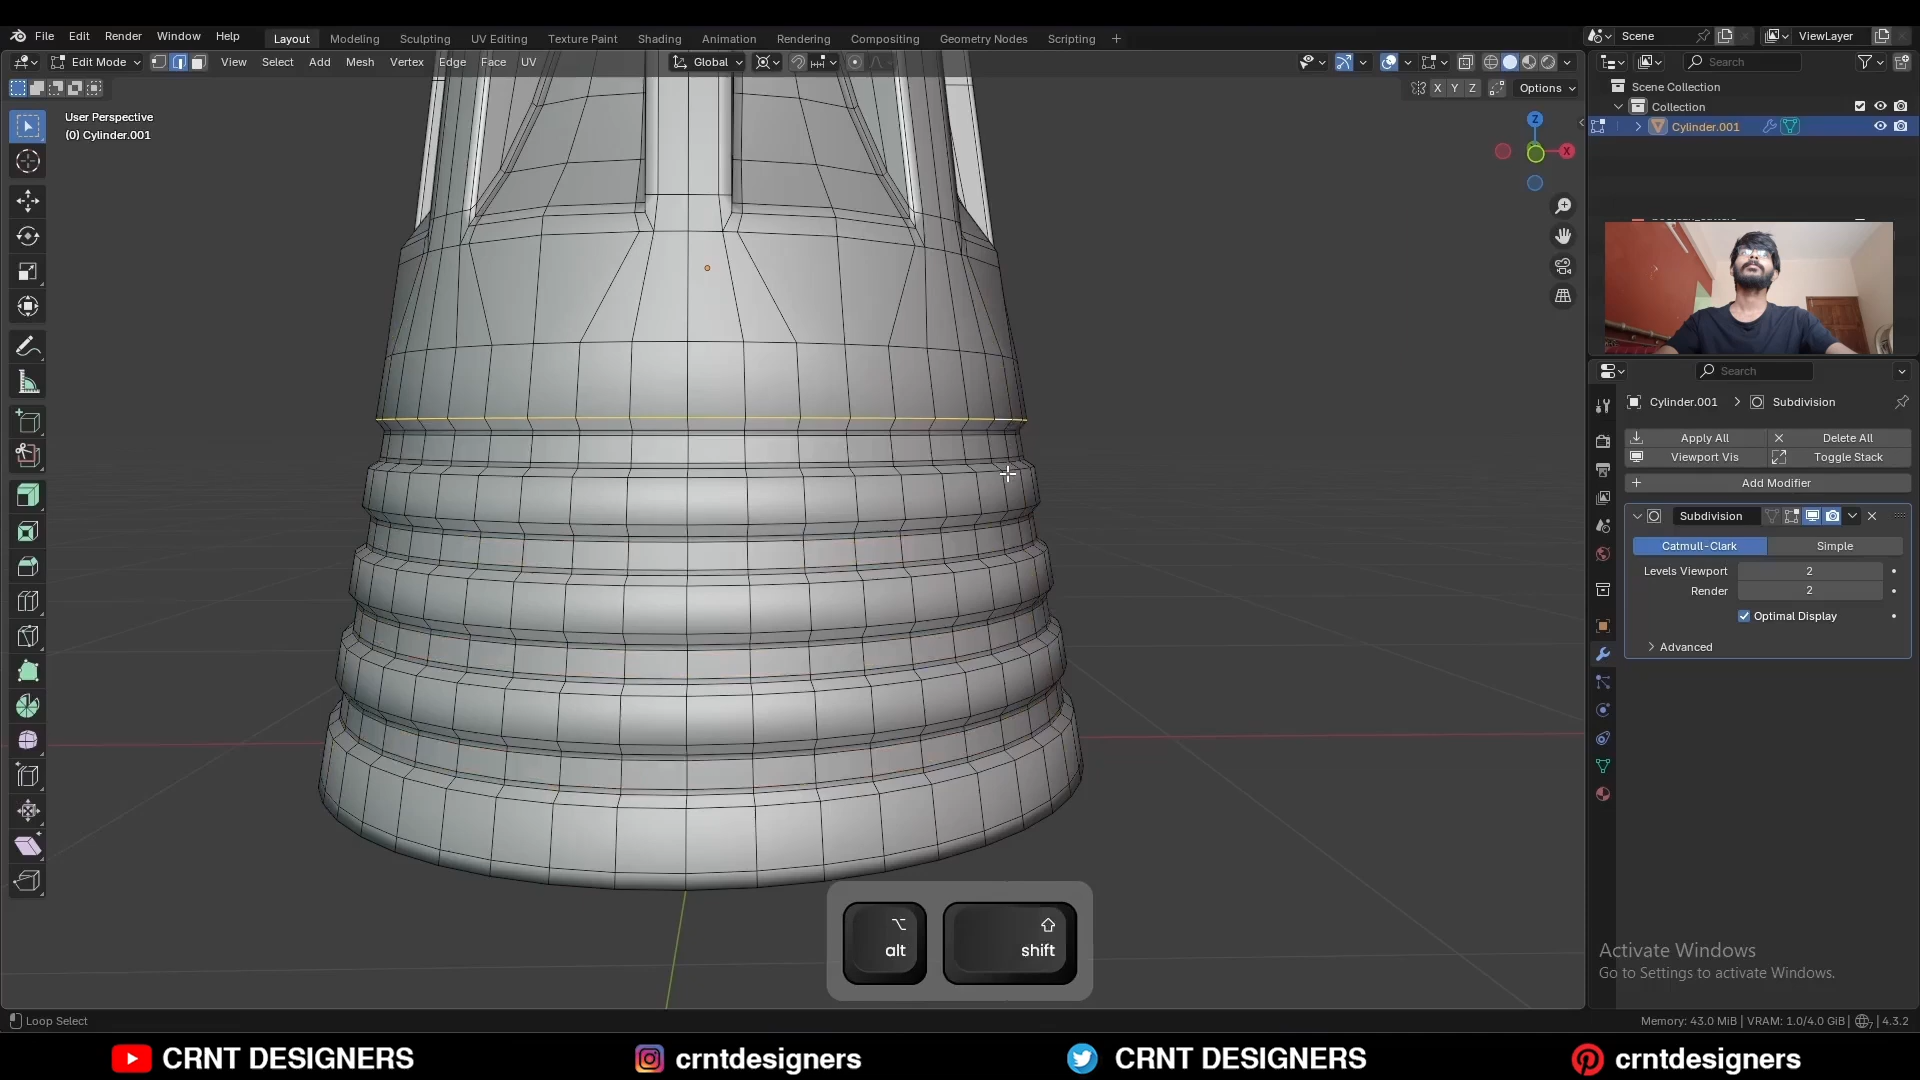 File Edit Render Window Help
Layout Modeling Sculpting UV Editing Texture Paint Shading Animation Rendering Compositing Geometry Nodes Scripting +
Scene
ViewLayer
Edit Mode View Select Add Mesh Vertex Edge Face UV
Global
Search
X Y Z Options
User Perspective
(0) Cylinder.001
Z
X
Scene Collection
Collection
Cylinder.001
Search
Cylinder.001 > Subdivision
Apply All
Delete All
Viewport Vis
Toggle Stack
Add Modifier
Subdivision
Catmull-Clark
Simple
Levels Viewport 2
Render 2
Optimal Display
Advanced
alt
shift
Activate Windows
Go to Settings to activate Windows.
Loop Select
Memory: 43.0 MiB | VRAM: 1.0/4.0 GiB | 7 | 4.3.2
CRNT DESIGNERS
crntdesigners
CRNT DESIGNERS
crntdesigners